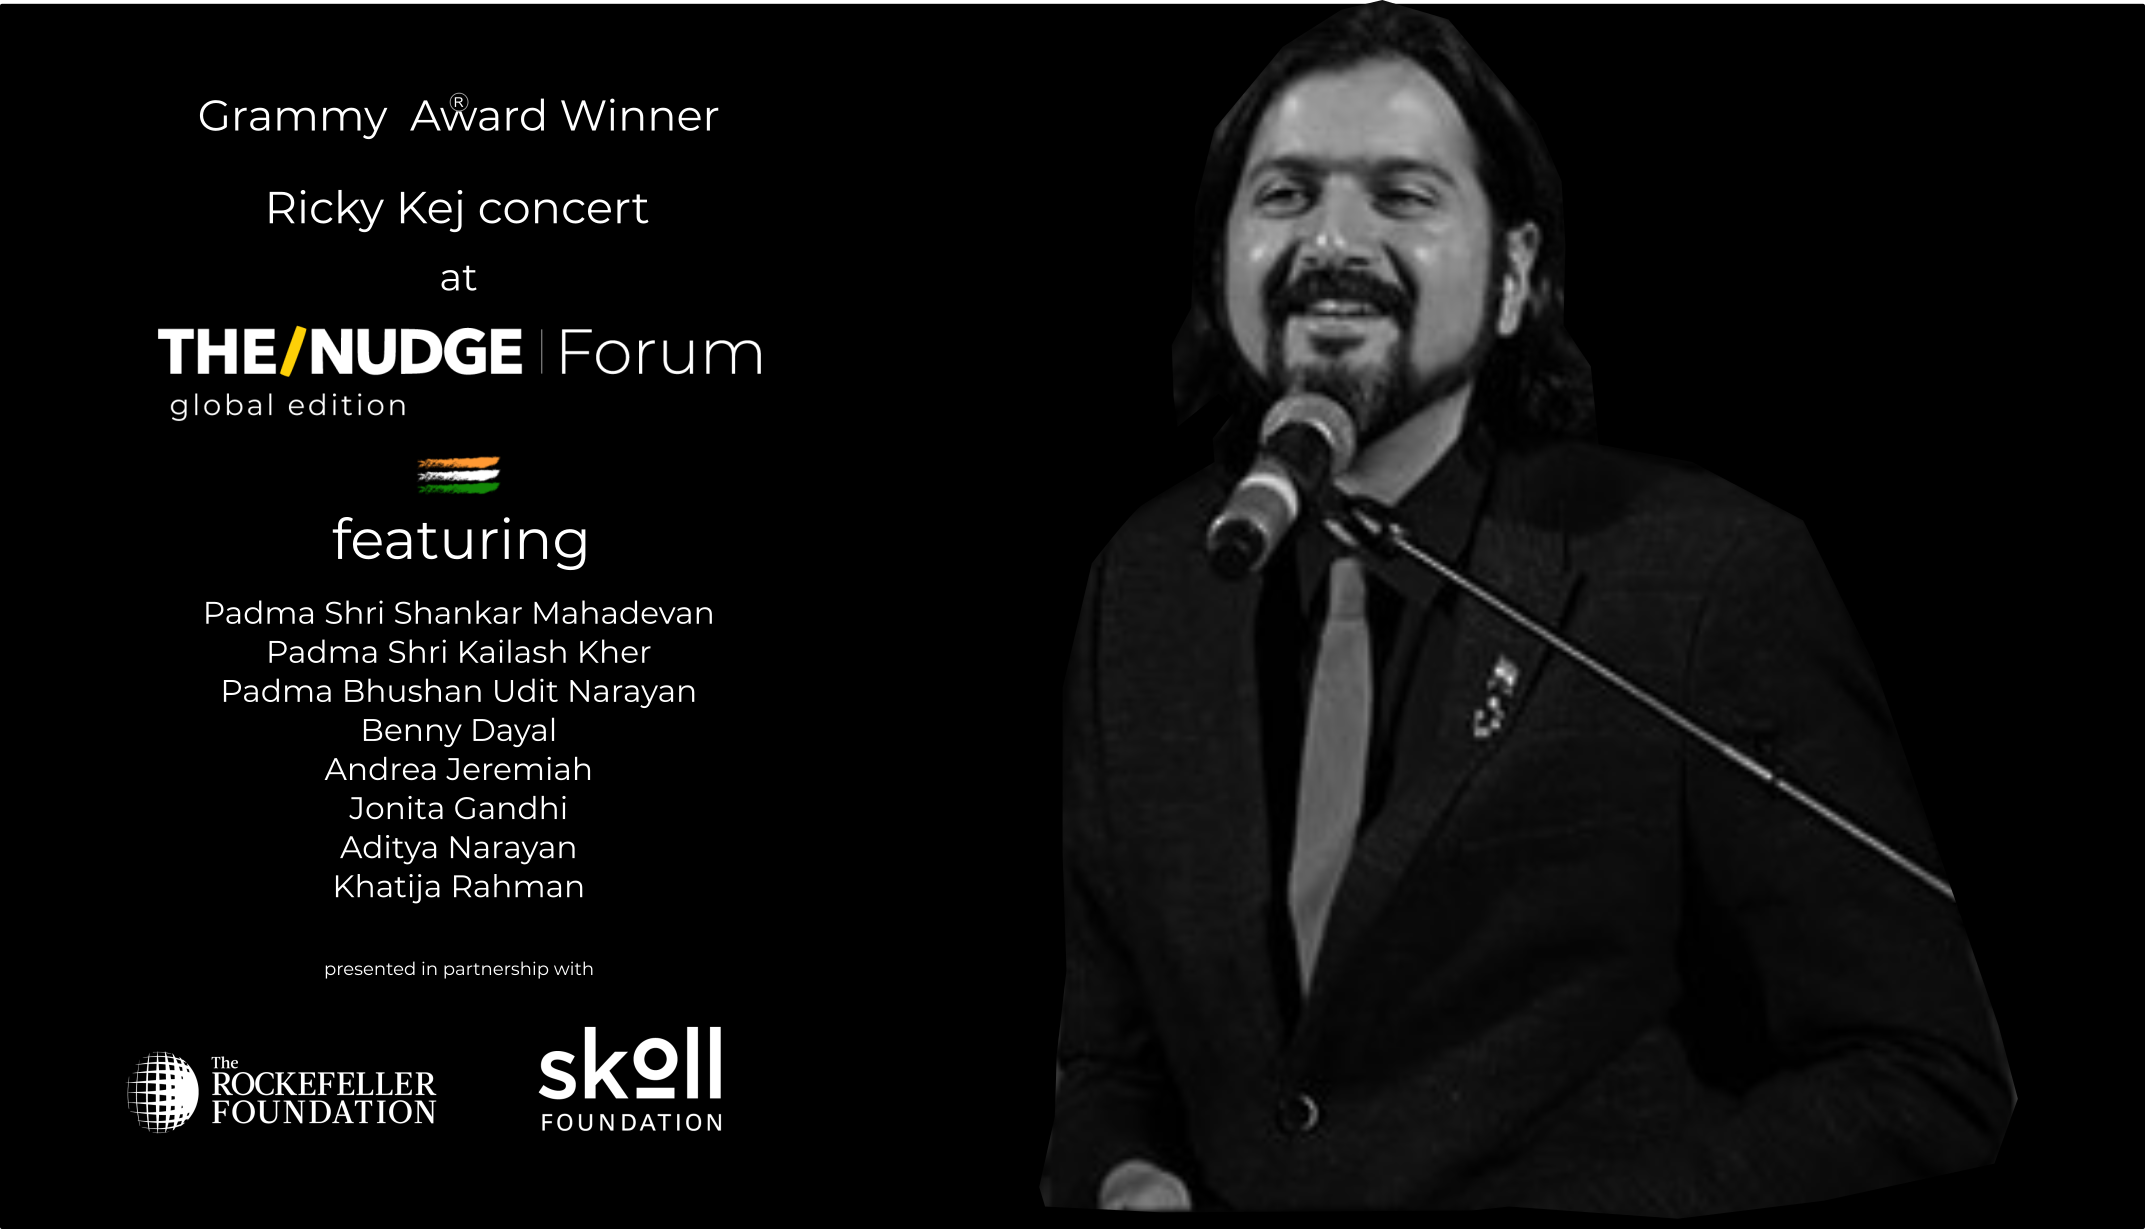 Grammy ® Award Winner
Ricky Kej concert
at
THE/NUDGE | Forum
global edition
featuring
Padma Shri Shankar Mahadevan
Padma Shri Kailash Kher
Padma Bhushan Udit Narayan
Benny Dayal
Andrea Jeremiah
Jonita Gandhi
Aditya Narayan
Khatija Rahman
presented in partnership with
The
ROCKEFELLER
FOUNDATION
skoll
FOUNDATION